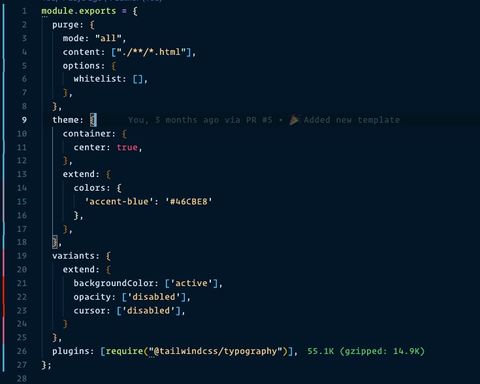 1 module.exports = {
2 purge: {
3 mode: "all",
4 content: ["./**/*.html"],
5 options: {
6 whitelist: [],
7 },
8 },
9 theme: { You, 3 months ago via PR #5 • 🎉 Added new template
10 container: {
11 center: true,
12 },
13 extend: {
14 colors: {
15 'accent-blue': '#46CBE8'
16 },
17 },
18 },
19 variants: {
20 extend: {
21 backgroundColor: ['active'],
22 opacity: ['disabled'],
23 cursor: ['disabled'],
24 }
25 },
26 plugins: [require("@tailwindcss/typography")], 55.1K (gzipped: 14.9K)
27 };
28